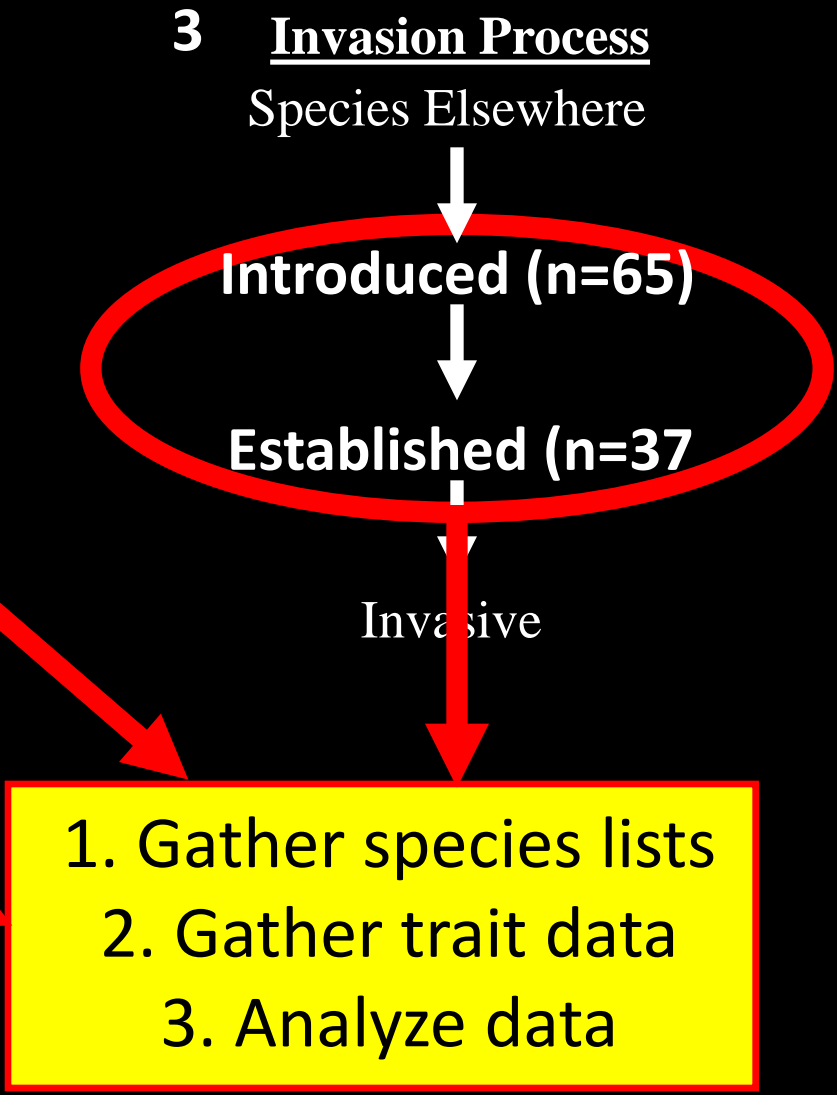 3 Invasion Process
Species Elsewhere
Introduced (n=65)
Established (n=37
Invasive
1. Gather species lists
2. Gather trait data
3. Analyze data